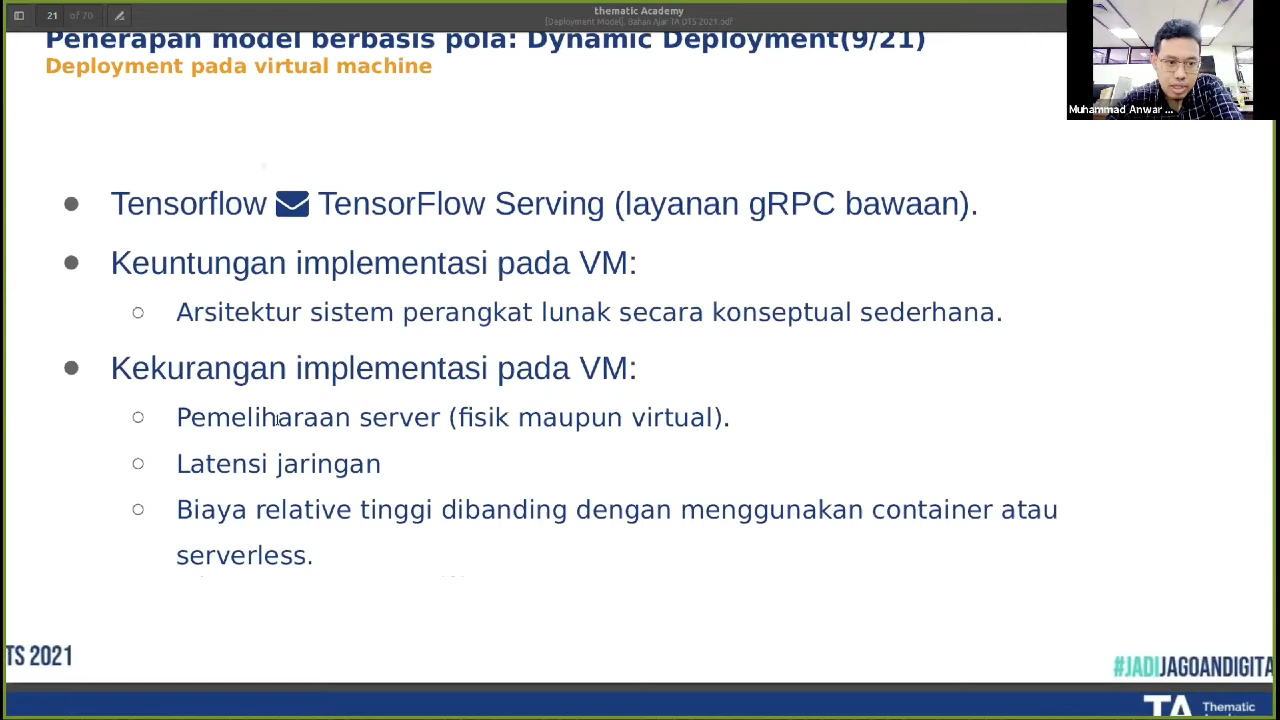 21 of 70
thematic Academy
[Deployment Model]. Bahan Ajar TA DTS 2021.pdf
Penerapan model berbasis pola: Dynamic Deployment(9/21)
Deployment pada virtual machine
Muhammad Anwar ...
Tensorflow TensorFlow Serving (layanan gRPC bawaan).
Keuntungan implementasi pada VM:
Arsitektur sistem perangkat lunak secara konseptual sederhana.
Kekurangan implementasi pada VM:
Pemeliharaan server (fisik maupun virtual).
Latensi jaringan
Biaya relative tinggi dibanding dengan menggunakan container atau
serverless.
TS 2021
#JADIJAGOANDIGITA
TA Thematic